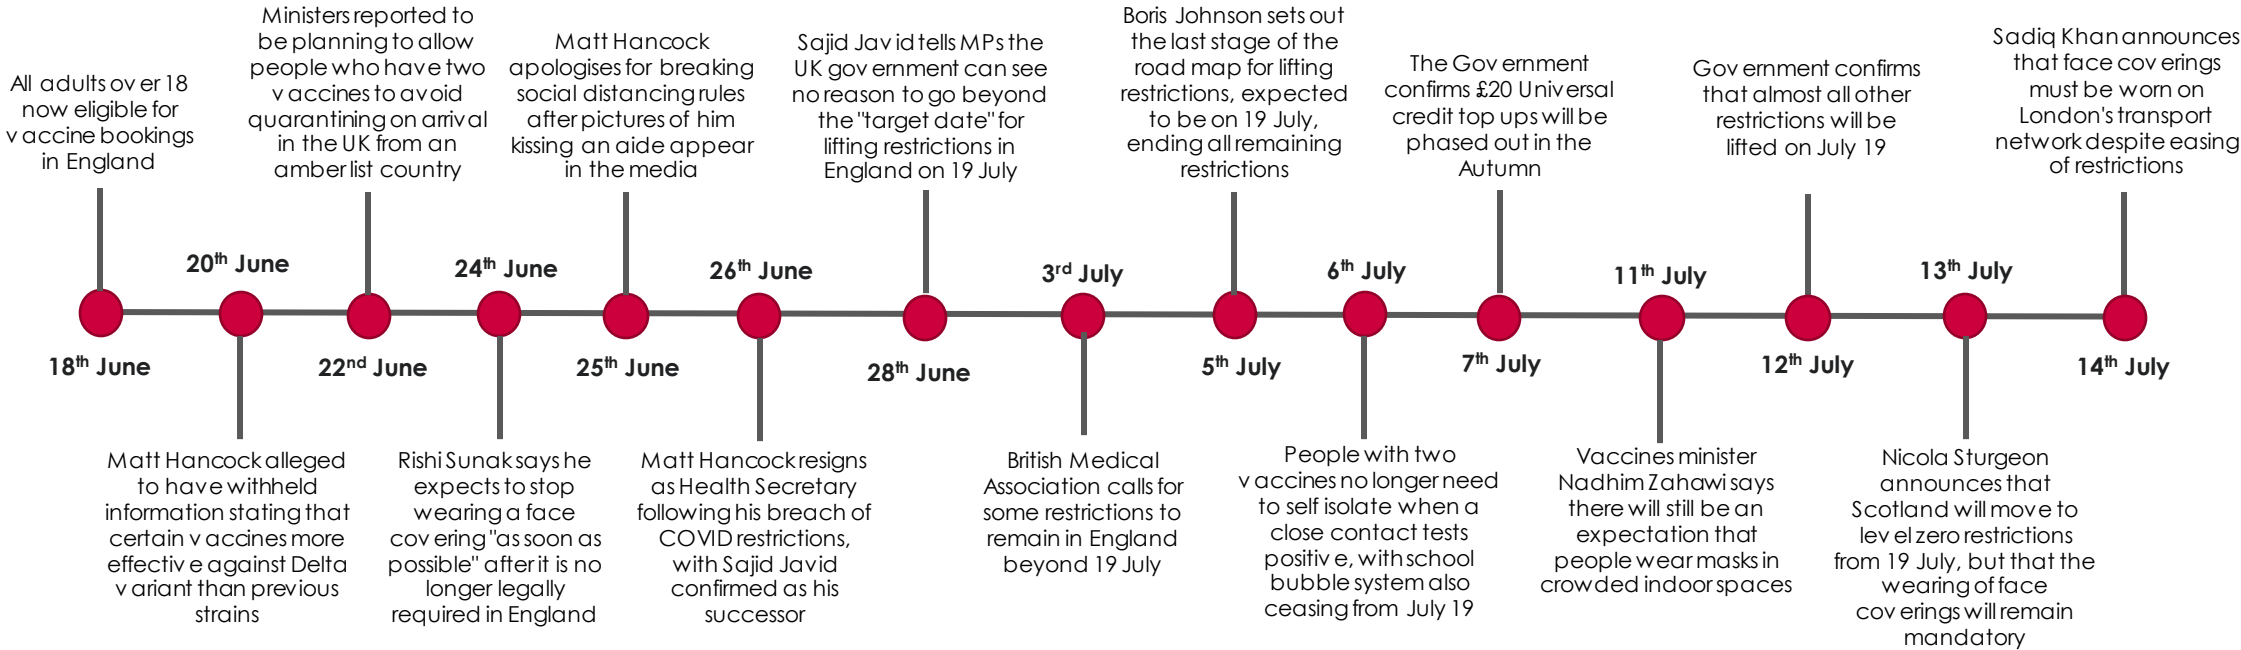 All adults over 18
now eligible for
vaccine bookings
in England
18th June
20th June
Matt Hancock alleged
to have withheld
information stating that
certain vaccines more
effective against Delta
variant than previous
strains
Ministers reported to
be planning to allow
people who have two
vaccines to avoid
quarantining on arrival
in the UK from an
amber list country
22nd June
24th June
Rishi Sunak says he
expects to stop
wearing a face
covering "as soon as
possible" after it is no
longer legally
required in England
Matt Hancock
apologises for breaking
social distancing rules
after pictures of him
kissing an aide appear
in the media
25th June
26th June
Matt Hancock resigns
as Health Secretary
following his breach of
COVID restrictions,
with Sajid Javid
confirmed as his
successor
Sajid Javid tells MPs the
UK government can see
no reason to go beyond
the "target date" for
lifting restrictions in
England on 19 July
28th June
3rd July
British Medical
Association calls for
some restrictions to
remain in England
beyond 19 July
Boris Johnson sets out
the last stage of the
road map for lifting
restrictions, expected
to be on 19 July,
ending all remaining
restrictions
5th July
6th July
People with two
vaccines no longer need
to self isolate when a
close contact tests
positive, with school
bubble system also
ceasing from July 19
The Government
confirms £20 Universal
credit top ups will be
phased out in the
Autumn
7th July
11th July
Vaccines minister
Nadhim Zahawi says
there will still be an
expectation that
people wear masks in
crowded indoor spaces
Government confirms
that almost all other
restrictions will be
lifted on July 19
12th July
13th July
Nicola Sturgeon
announces that
Scotland will move to
level zero restrictions
from 19 July, but that the
wearing of face
coverings will remain
mandatory
Sadiq Khan announces
that face coverings
must be worn on
London's transport
network despite easing
of restrictions
14th July